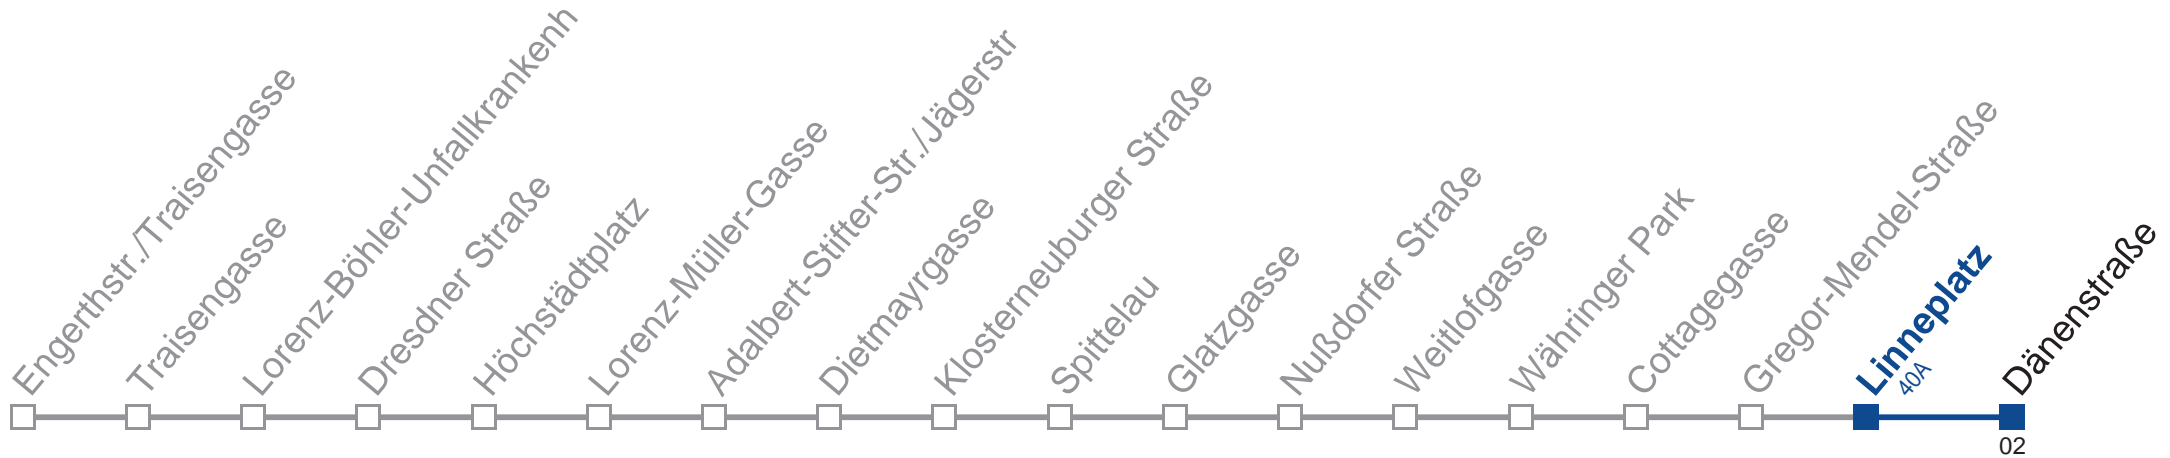 Engerthstr./Traisengasse
Traisengasse
Lorenz-Böhler-Unfallkrankenh
Dresdner Straße
Höchstädtplatz
Lorenz-Müller-Gasse
Adalbert-Stifter-Str./Jägerstr
Dietmayrgasse
Klosterneuburger Straße
Spittelau
Glatzgasse
Nußdorfer Straße
Weitlofgasse
Währinger Park
Cottagegasse
Gregor-Mendel-Straße
Linneplatz
40A
Dänenstraße
02